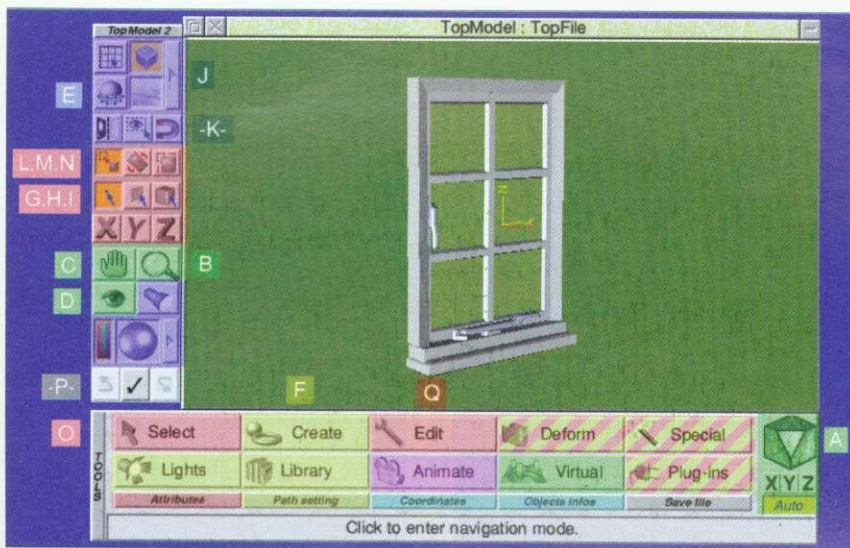 TopModel 2
TopModel : TopFile
J
E
-K-
L.M.N
G.H.I
X Y Z
C
B
D
-P-
F
Q
O
Select
Create
Edit
Deform
Special
A
TOOLS
Lights
Library
Animate
Virtual
Plug-ins
X Y Z
Attributes
Path setting
Coordinates
Objects infos
Save file
Auto
Click to enter navigation mode.
Z